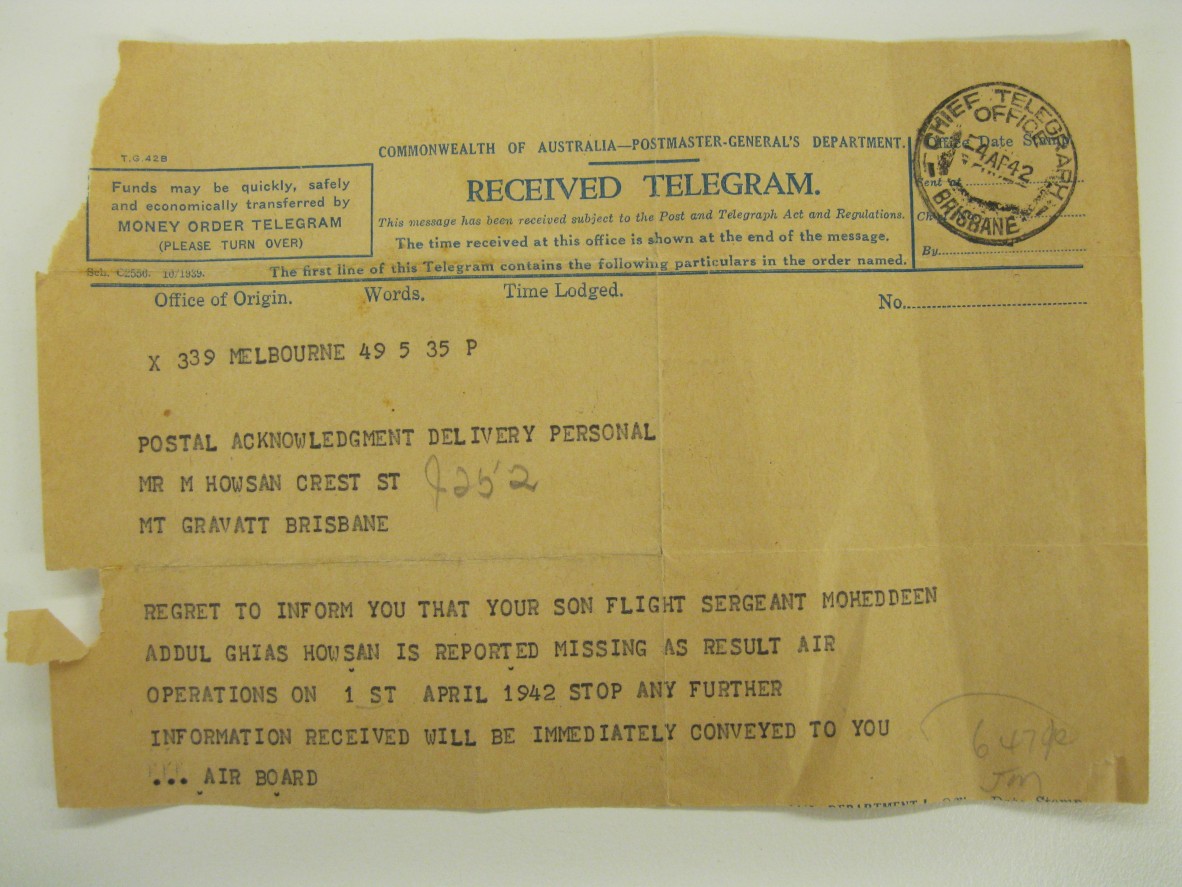 T.G.42B
COMMONWEALTH OF AUSTRALIA—POSTMASTER-GENERAL'S DEPARTMENT.
RECEIVED TELEGRAM.
This message has been received subject to the Post and Telegraph Act and Regulations.
The time received at this office is shown at the end of the message.
The first line of this Telegram contains the following particulars in the order named.
Funds may be quickly, safely
and economically transferred by
MONEY ORDER TELEGRAM
(PLEASE TURN OVER)
Sch. C2556. 10/1939.
Office Date Stamp
CHIEF TELEGRAPH
OFFICE
4AP42
BRISBANE
By
Office of Origin. Words. Time Lodged. No.
X 339 MELBOURNE 49 5 35 P
POSTAL ACKNOWLEDGMENT DELIVERY PERSONAL
MR M HOWSAN CREST ST
MT GRAVATT BRISBANE
REGRET TO INFORM YOU THAT YOUR SON FLIGHT SERGEANT MOHEDDEEN
ADDUL GHIAS HOWSAN IS REPORTED MISSING AS RESULT AIR
OPERATIONS ON 1 ST APRIL 1942 STOP ANY FURTHER
INFORMATION RECEIVED WILL BE IMMEDIATELY CONVEYED TO YOU
... AIR BOARD